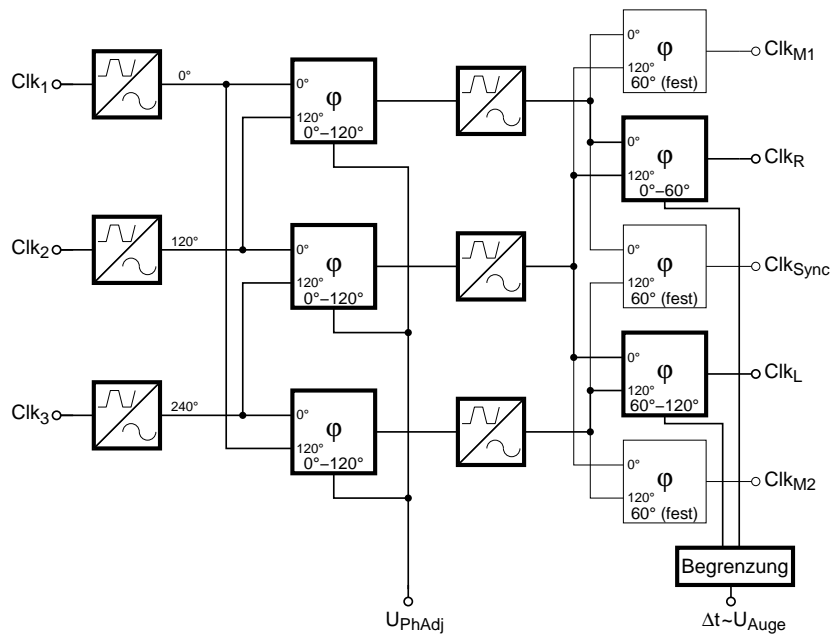 Clk1
0°
0°
120°
φ
0°–120°
0°
120°
φ
60° (fest)
ClkM1
0°
120°
φ
0°–60°
ClkR
Clk2
120°
0°
120°
φ
0°–120°
0°
120°
φ
60° (fest)
ClkSync
0°
120°
φ
60°–120°
ClkL
Clk3
240°
0°
120°
φ
0°–120°
0°
120°
φ
60° (fest)
ClkM2
Begrenzung
UPhAdj
Δt~UAuge